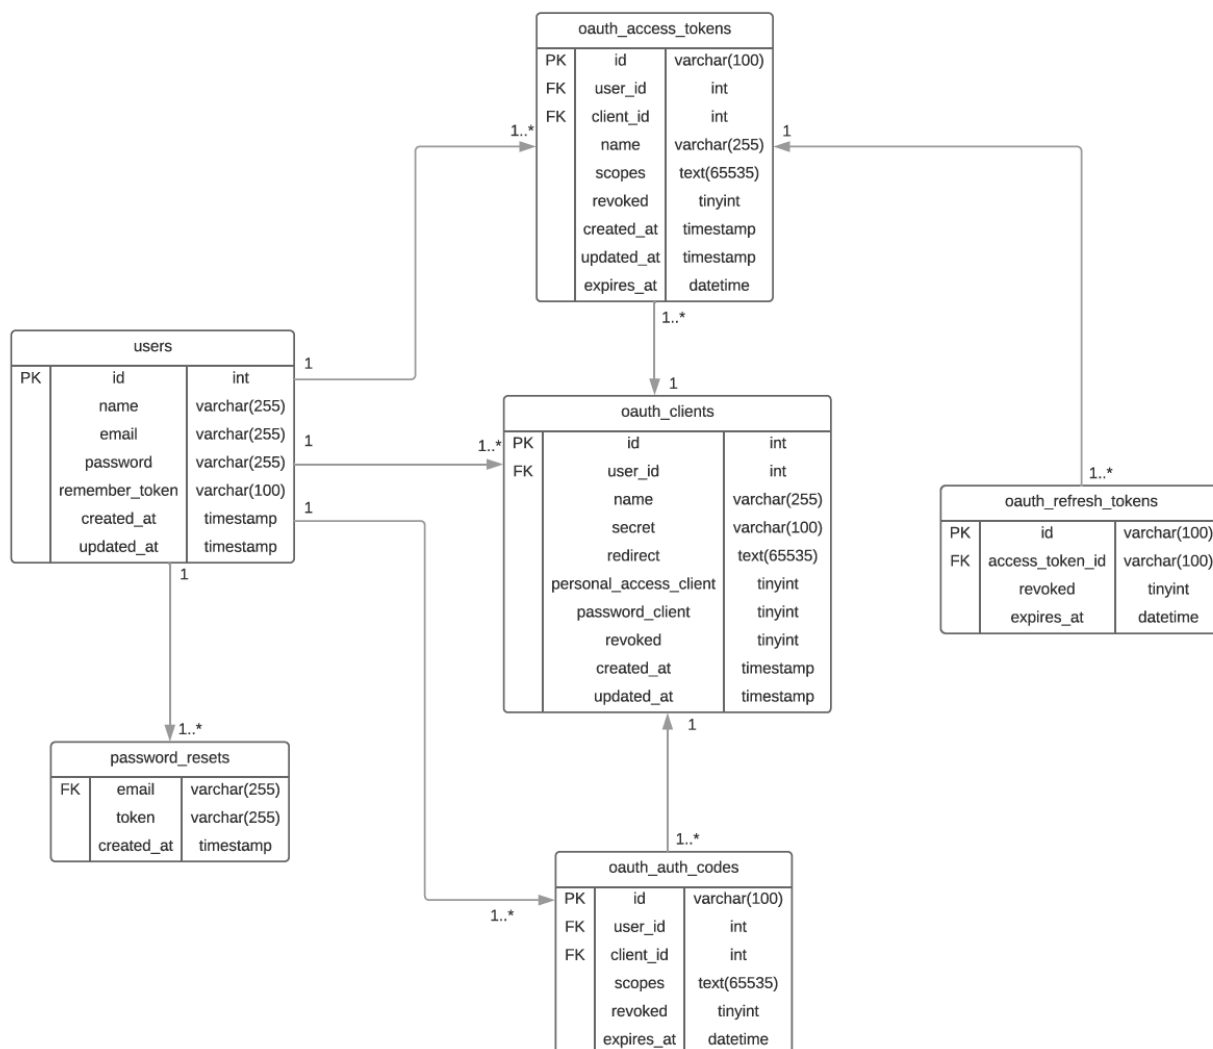 oauth_access_tokens
PK id varchar(100)
FK user_id int
FK client_id int
name varchar(255)
scopes text(65535)
revoked tinyint
created_at timestamp
updated_at timestamp
expires_at datetime
1..*
1
1..*
1
users
PK id int
name varchar(255)
email varchar(255)
password varchar(255)
remember_token varchar(100)
created_at timestamp
updated_at timestamp
1
1
1
1
1..*
oauth_clients
PK id int
FK user_id int
name varchar(255)
secret varchar(100)
redirect text(65535)
personal_access_client tinyint
password_client tinyint
revoked tinyint
created_at timestamp
updated_at timestamp
1
1..*
oauth_refresh_tokens
PK id varchar(100)
FK access_token_id varchar(100)
revoked tinyint
expires_at datetime
1..*
password_resets
FK email varchar(255)
token varchar(255)
created_at timestamp
1..*
1..*
oauth_auth_codes
PK id varchar(100)
FK user_id int
FK client_id int
scopes text(65535)
revoked tinyint
expires_at datetime